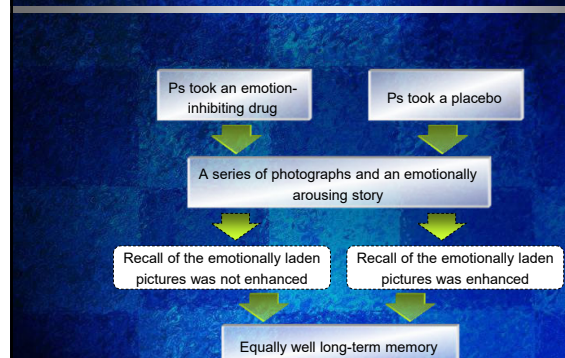 Ps took an emotion-
inhibiting drug
Ps took a placebo
A series of photographs and an emotionally
arousing story
Recall of the emotionally laden
pictures was not enhanced
Recall of the emotionally laden
pictures was enhanced
Equally well long-term memory